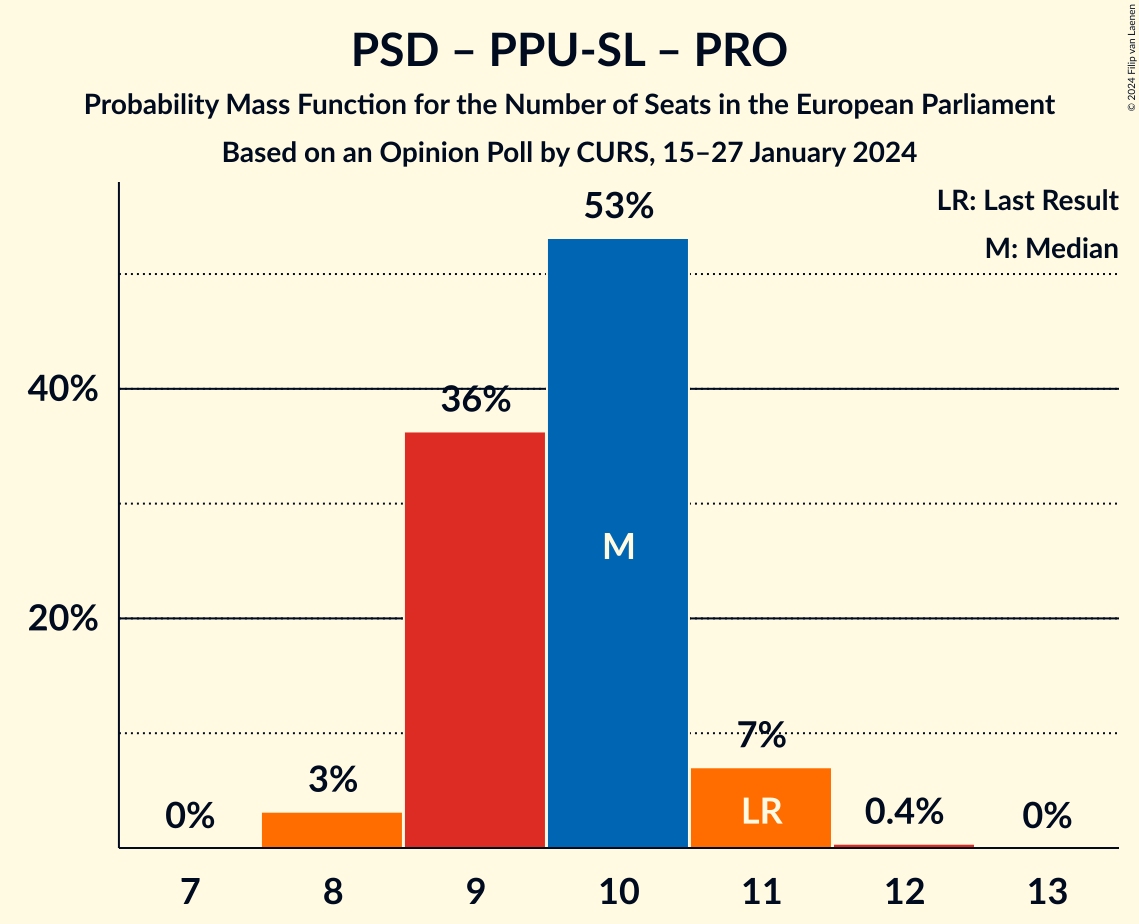 PSD – PPU-SL – PRO
Probability Mass Function for the Number of Seats in the European Parliament
Based on an Opinion Poll by CURS, 15–27 January 2024
© 2024 Filip van Laenen
LR: Last Result
M: Median
53%
40%
36%
M
20%
7%
3%
LR
0%
0.4%
0%
7 8 9 10 11 12 13